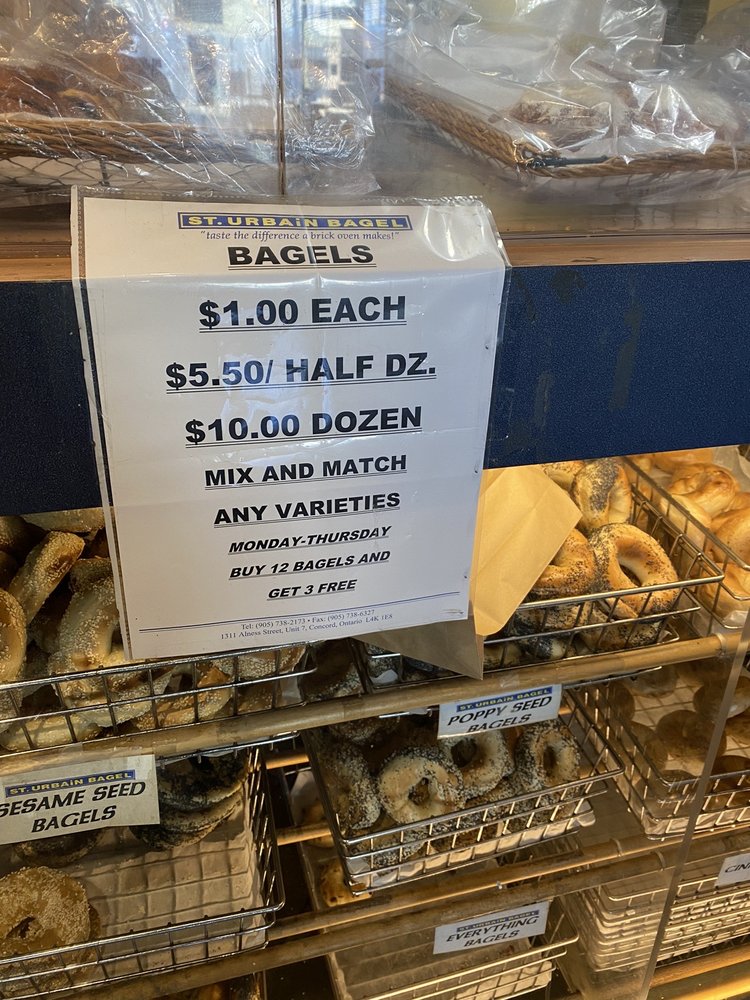 ST. URBAiN BAGEL
"taste the difference a brick oven makes!"
BAGELS
$1.00 EACH
$5.50/ HALF DZ.
$10.00 DOZEN
MIX AND MATCH
ANY VARIETIES
MONDAY-THURSDAY
BUY 12 BAGELS AND
GET 3 FREE
Tel: (905) 738-2173 • Fax: (905) 738-6327
1311 Alness Street, Unit 7, Concord, Ontario L4K 1E8
ST. URBAiN BAGEL
POPPY SEED
BAGELS
ST. URBAiN BAGEL
SESAME SEED
BAGELS
ST. URBAiN BAGEL
EVERYTHING
BAGELS